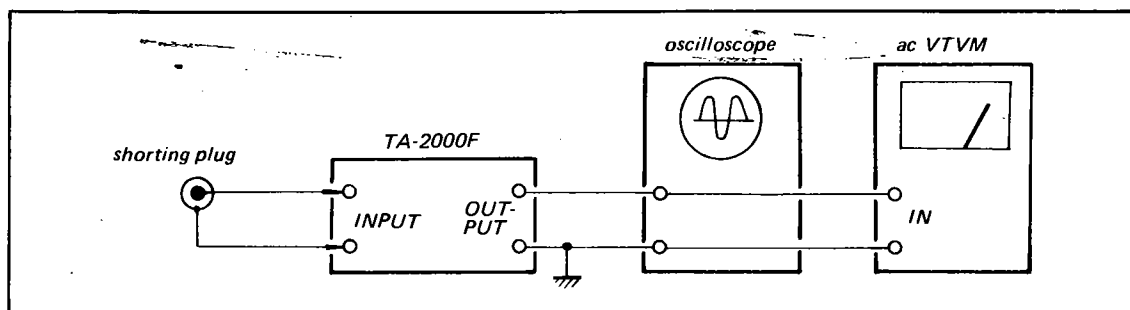 oscilloscope
ac VTVM
TA-2000F
shorting plug
INPUT
OUT-
PUT
IN